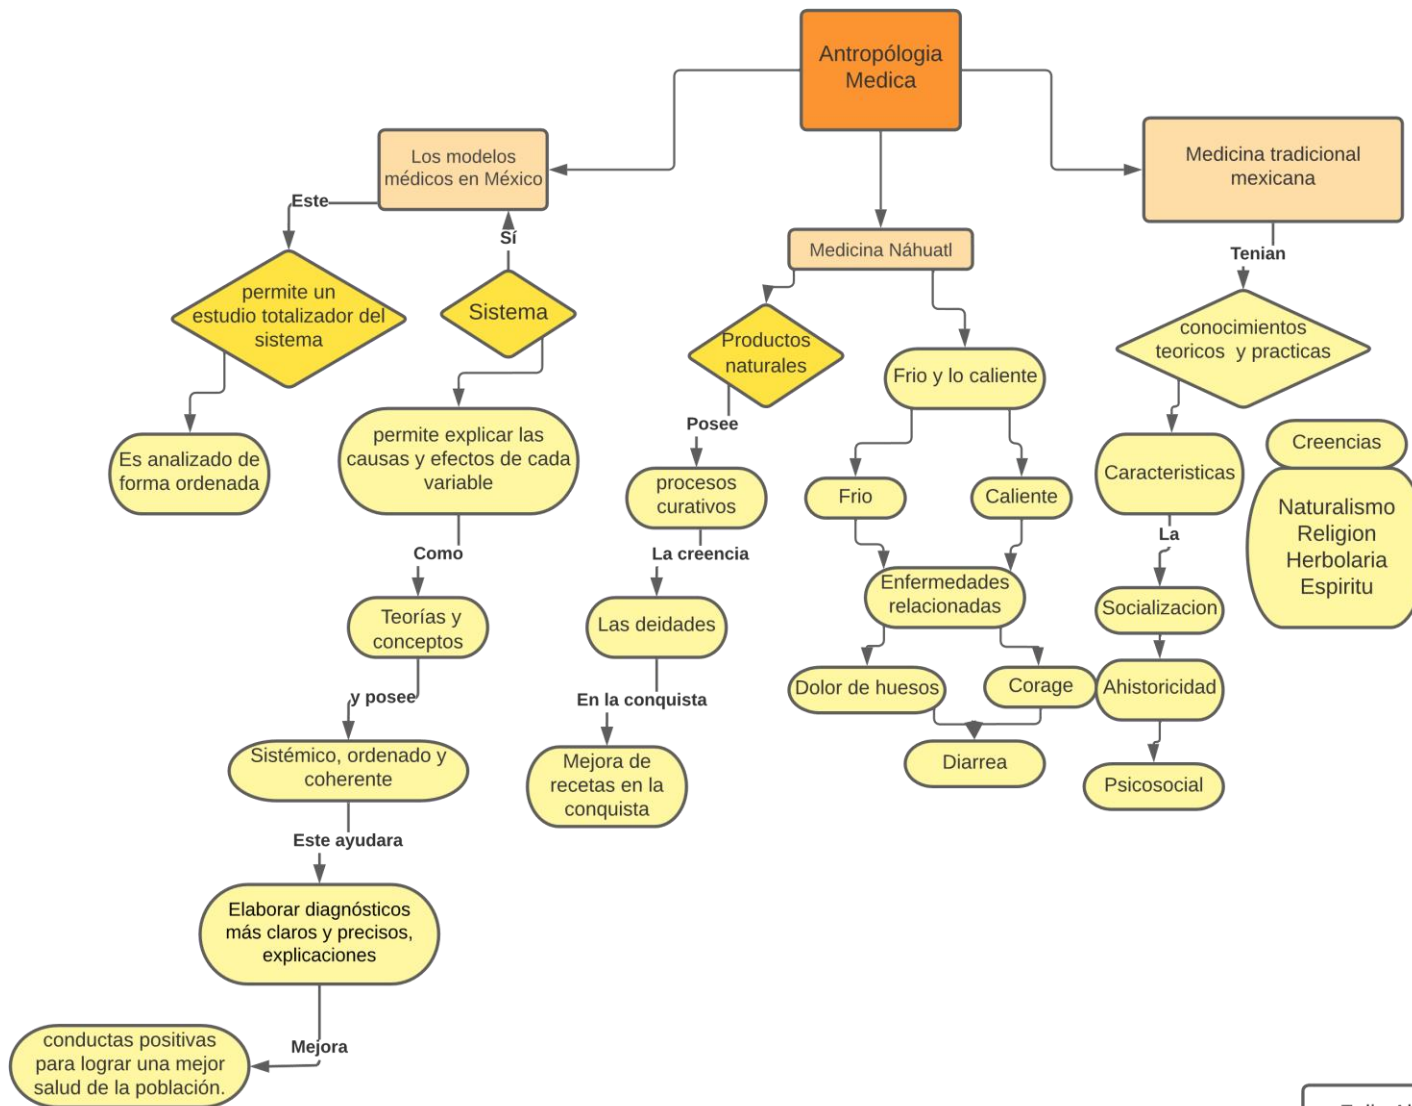 Antropólogia
Medica
Los modelos
médicos en México
Medicina tradicional
mexicana
Este
Sí
Medicina Náhuatl
Tenian
permite un
estudio totalizador del
sistema
Sistema
Productos
naturales
Frio y lo caliente
conocimientos
teoricos y practicas
Posee
Es analizado de
forma ordenada
permite explicar las
causas y efectos de cada
variable
procesos
curativos
Frio
Caliente
Caracteristicas
Creencias
Naturalismo
Religion
Herbolaria
Espiritu
Como
La creencia
La
Enfermedades
relacionadas
Teorías y
conceptos
Las deidades
Socializacion
y posee
En la conquista
Dolor de huesos
Corage
Ahistoricidad
Sistémico, ordenado y
coherente
Mejora de
recetas en la
conquista
Diarrea
Psicosocial
Este ayudara
Elaborar diagnósticos
más claros y precisos,
explicaciones
Mejora
conductas positivas
para lograr una mejor
salud de la población.